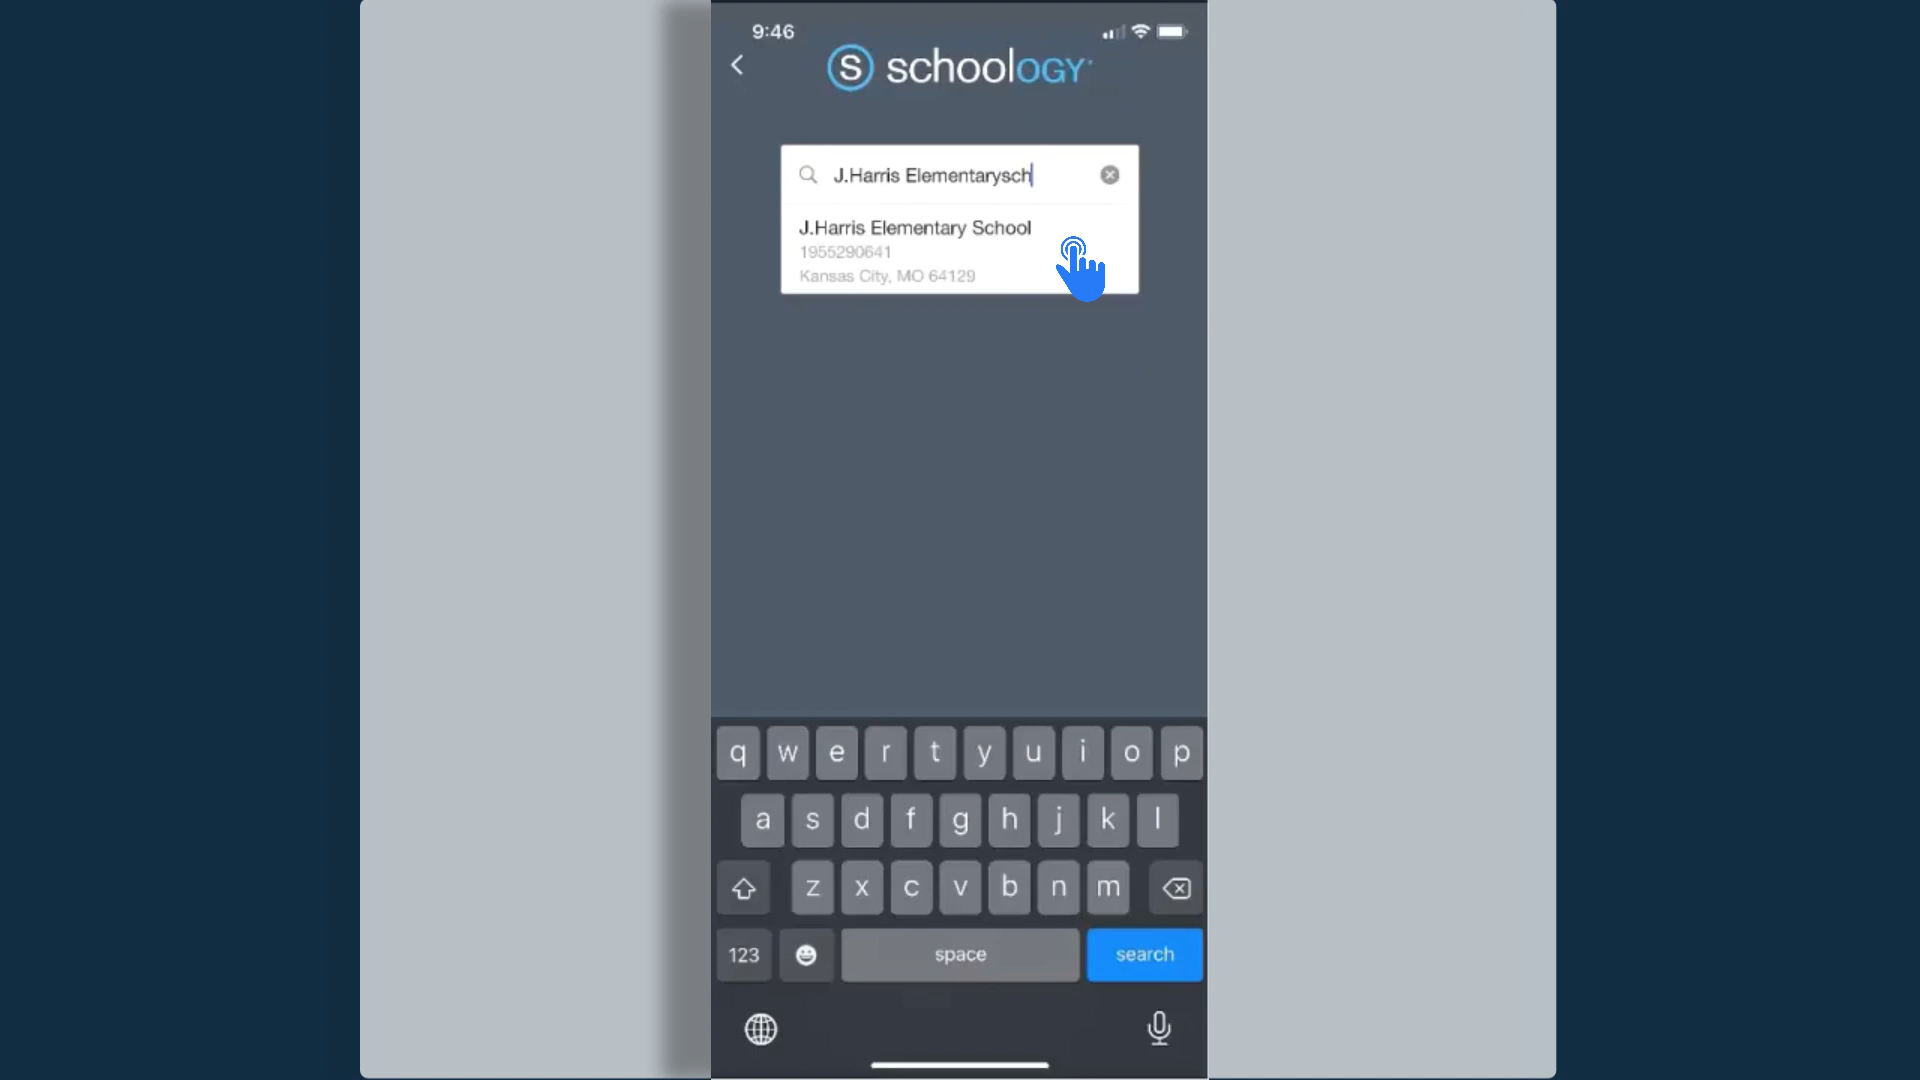 9:46
S schoology
J.Harris Elementarysch
J.Harris Elementary School
1955290641
Kansas City, MO 64129
q w e r t y u i o p
a s d f g h j k l
z x c v b n m
123 space search